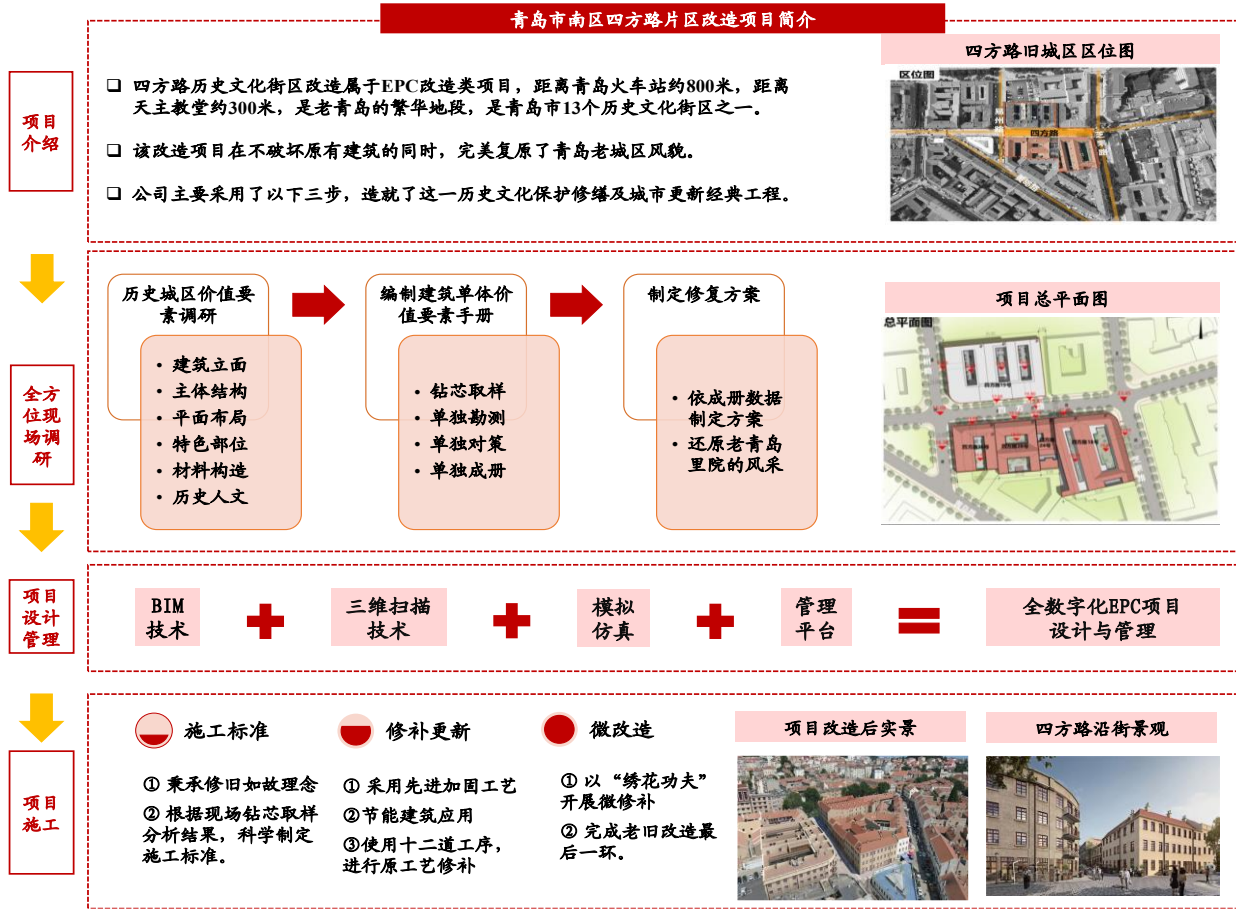 青岛市南区四方路片区改造项目简介
项目
介绍
❑ 四方路历史文化街区改造属于EPC改造类项目，距离青岛火车站约800米，距离
天主教堂约300米，是老青岛的繁华地段，是青岛市13个历史文化街区之一。
❑ 该改造项目在不破坏原有建筑的同时，完美复原了青岛老城区风貌。
❑ 公司主要采用了以下三步，造就了这一历史文化保护修缮及城市更新经典工程。
四方路旧城区区位图
区位图
四方路
全方
位现
场调
研
历史城区价值要
素调研
• 建筑立面
• 主体结构
• 平面布局
• 特色部位
• 材料构造
• 历史人文
编制建筑单体价
值要素手册
• 钻芯取样
• 单独勘测
• 单独对策
• 单独成册
制定修复方案
• 依成册数据
制定方案
• 还原老青岛
里院的风采
项目总平面图
总平面图
项目
设计
管理
BIM
技术
三维扫描
技术
模拟
仿真
管理
平台
全数字化EPC项目
设计与管理
项目
施工
施工标准
① 秉承修旧如故理念
② 根据现场钻芯取样
分析结果，科学制定
施工标准。
修补更新
① 采用先进加固工艺
②节能建筑应用
③使用十二道工序，
进行原工艺修补
微改造
① 以“绣花功夫”
开展微修补
② 完成老旧改造最
后一环。
项目改造后实景
四方路沿街景观